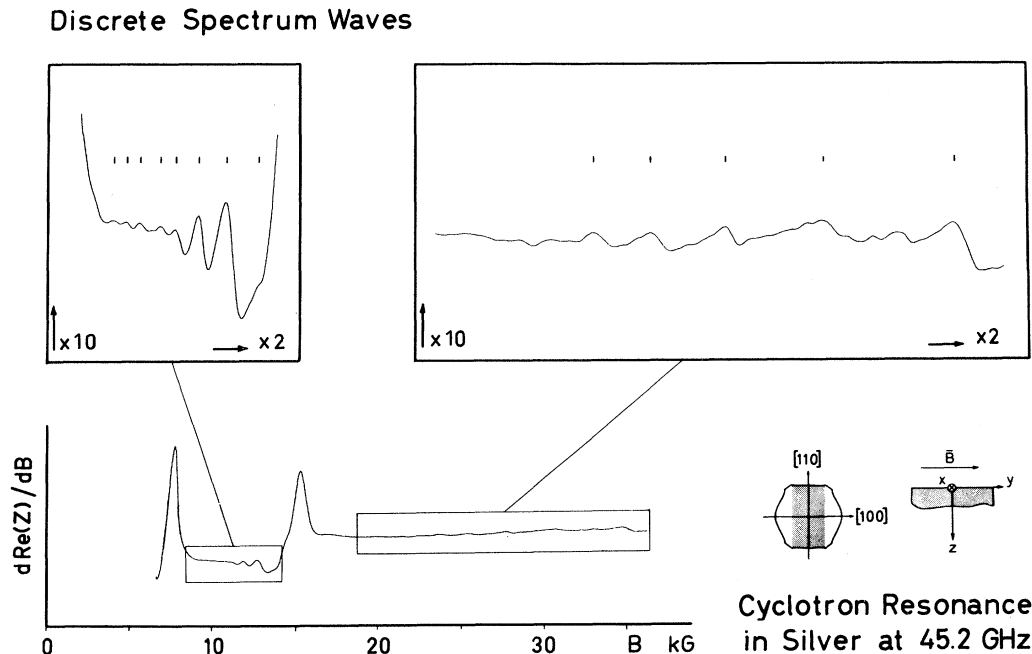 Discrete Spectrum Waves
x10
x2
x10
x2
dRe(Z)/dB
0
10
20
30
B
kG
[110]
[100]
B̄
x
y
z
Cyclotron Resonance
in Silver at 45.2 GHz